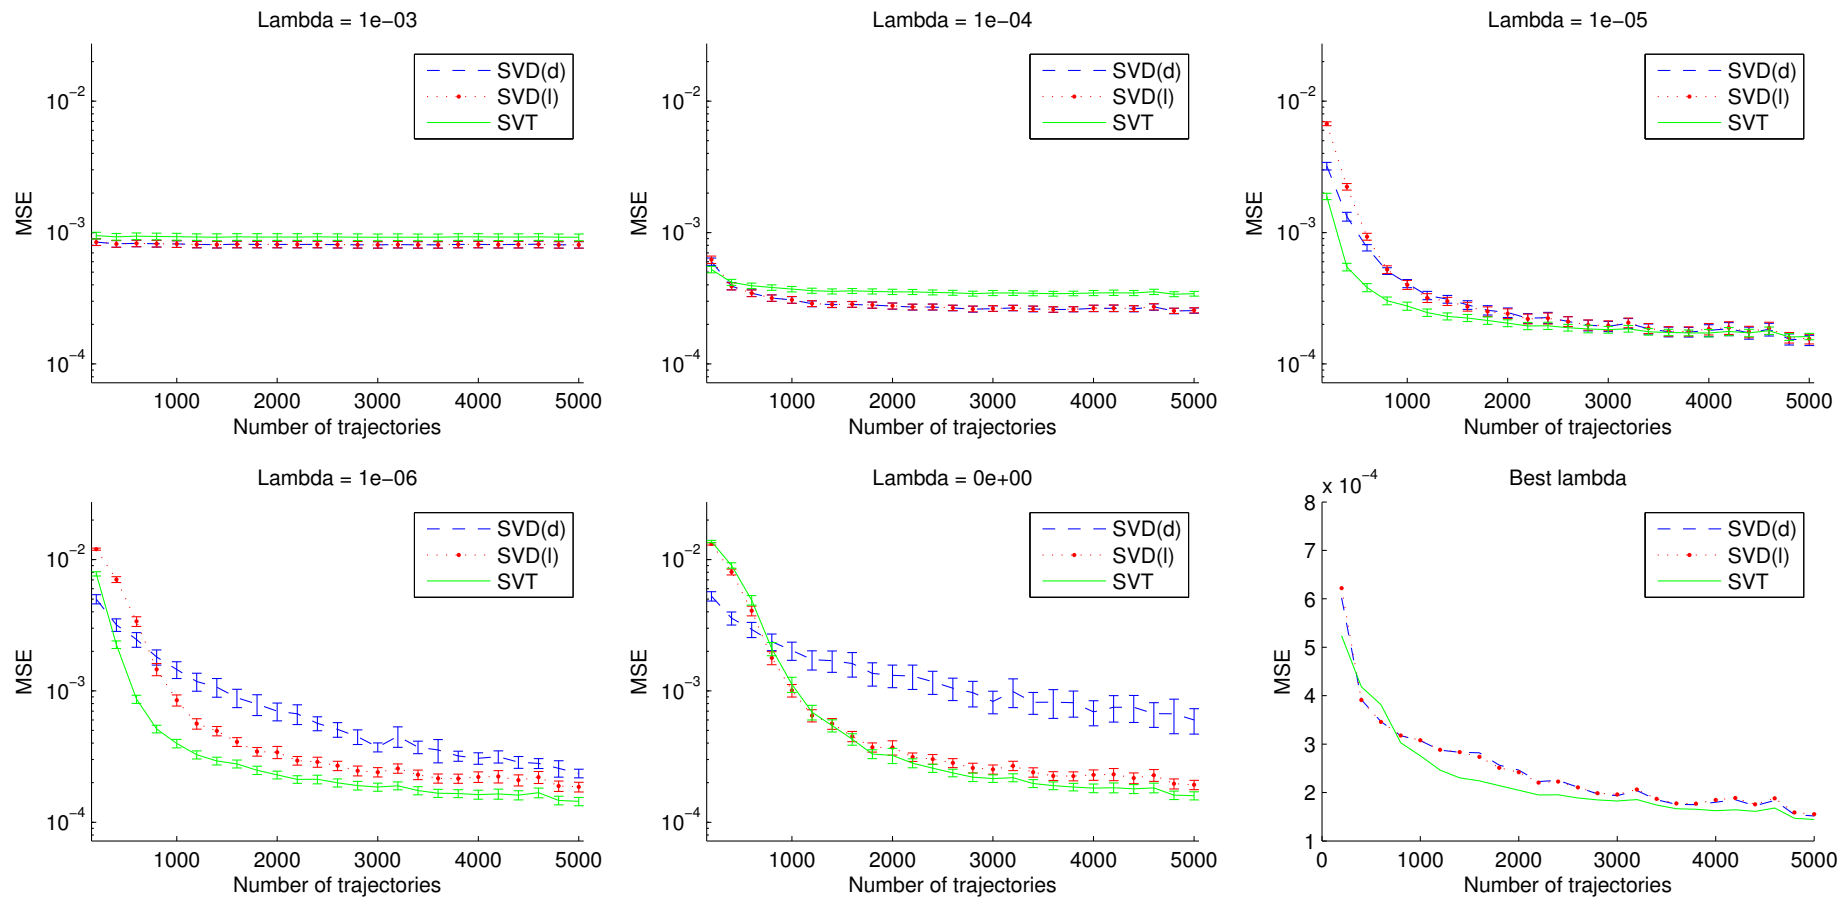 Lambda = 1e−03
SVD(d)
SVD(l)
SVT
10−2
10−3
10−4
MSE
1000 2000 3000 4000 5000
Number of trajectories
Lambda = 1e−04
SVD(d)
SVD(l)
SVT
10−2
10−3
10−4
MSE
1000 2000 3000 4000 5000
Number of trajectories
Lambda = 1e−05
SVD(d)
SVD(l)
SVT
10−2
10−3
10−4
MSE
1000 2000 3000 4000 5000
Number of trajectories
Lambda = 1e−06
SVD(d)
SVD(l)
SVT
10−2
10−3
10−4
MSE
1000 2000 3000 4000 5000
Number of trajectories
Lambda = 0e+00
SVD(d)
SVD(l)
SVT
10−2
10−3
10−4
MSE
1000 2000 3000 4000 5000
Number of trajectories
Best lambda
x 10−4
SVD(d)
SVD(l)
SVT
8
7
6
5
4
3
2
1
MSE
0 1000 2000 3000 4000 5000
Number of trajectories